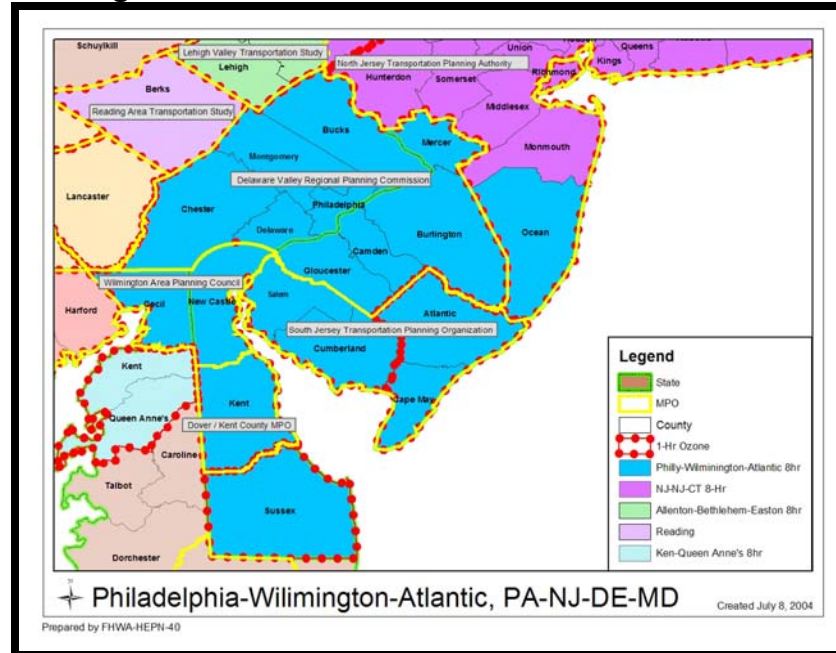 Schuylkill
Lehigh Valley Transportation Study
Lehigh
North Jersey Transportation Planning Authority
Hunterdon
Somerset
Union
Richmond
Kings
Queens
Berks
Reading Area Transportation Study
Middlesex
Bucks
Mercer
Monmouth
Montgomery
Delaware Valley Regional Planning Commission
Lancaster
Chester
Philadelphia
Delaware
Burlington
Ocean
Camden
Gloucester
Wilmington Area Planning Council
Harford
Cecil
New Castle
Salem
Atlantic
South Jersey Transportation Planning Organization
Cumberland
Kent
Cape May
Kent
Queen Anne's
Dover / Kent County MPO
Caroline
Talbot
Sussex
Dorchester
Legend
State
MPO
County
1-Hr Ozone
Philly-Wilminington-Atlantic 8hr
NJ-NJ-CT 8-Hr
Allenton-Bethlehem-Easton 8hr
Reading
Ken-Queen Anne's 8hr
Philadelphia-Wilimington-Atlantic, PA-NJ-DE-MD
Created July 8, 2004
Prepared by FHWA-HEPN-40